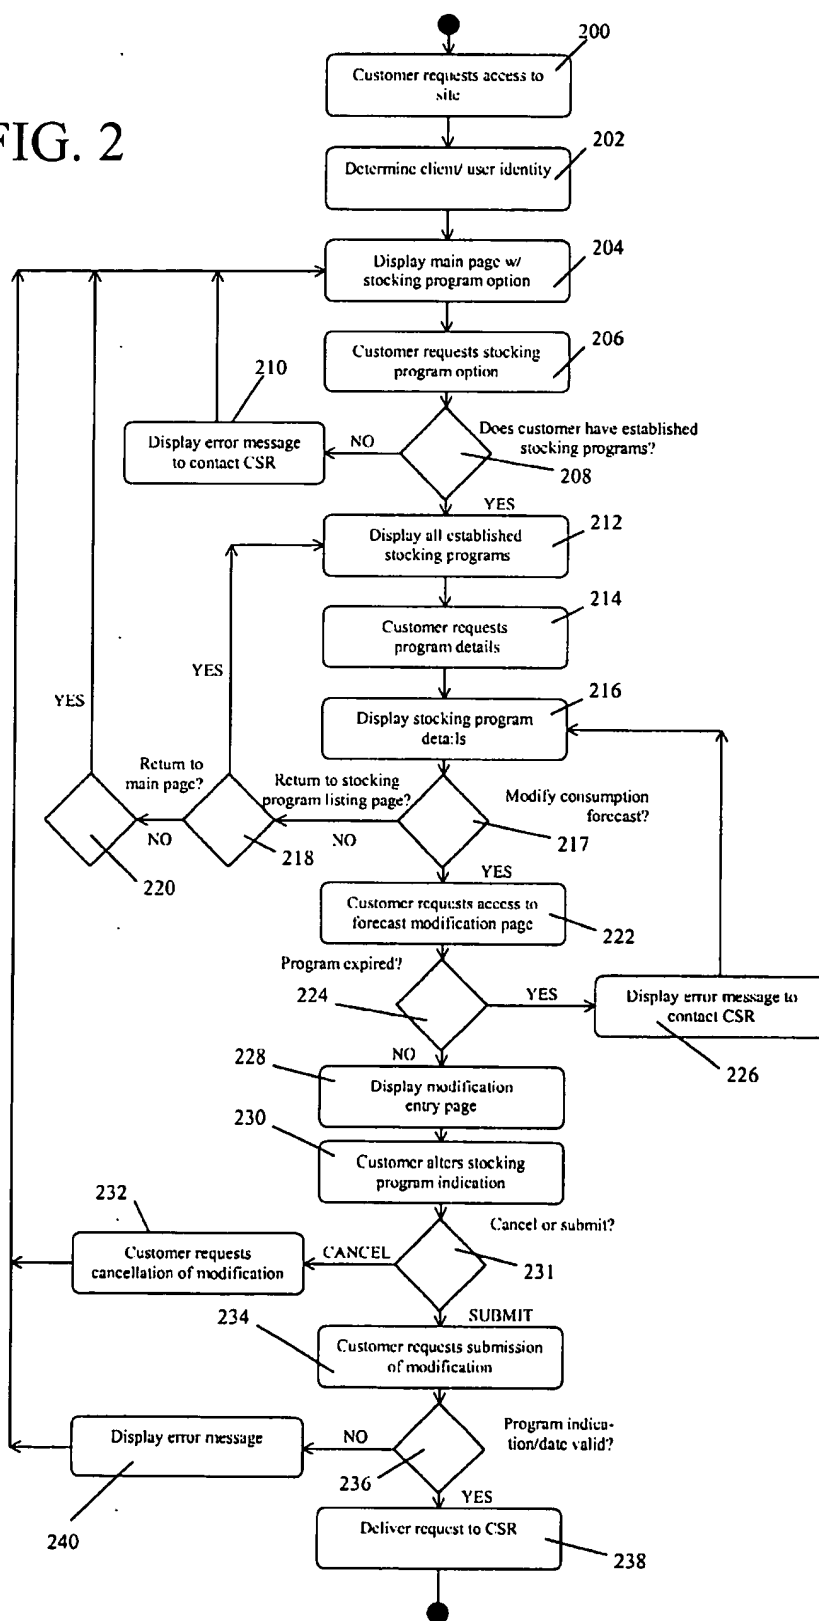 200
Customer requests access to
site
FIG. 2
202
Determine client/ user identity
204
Display main page w/
stocking program option
206
Customer requests stocking
program option
210
Does customer have established
stocking programs?
NO
Display error message
to contact CSR
208
YES
212
Display all established
stocking programs
214
Customer requests
program details
YES
216
YES
Display stocking program
details
Return to
main page?
Return to stocking
program listing page?
Modify consumption
forecast?
NO
218
NO
217
220
YES
Customer requests access to
forecast modification page
222
Program expired?
224
YES
Display error message to
contact CSR
NO
228
226
Display modification
entry page
230
Customer alters stocking
program indication
232
Cancel or submit?
Customer requests
cancellation of modification
CANCEL
231
234
SUBMIT
Customer requests submission
of modification
Program indica-
tion/date valid?
Display error message
NO
236
YES
240
Deliver request to CSR
238